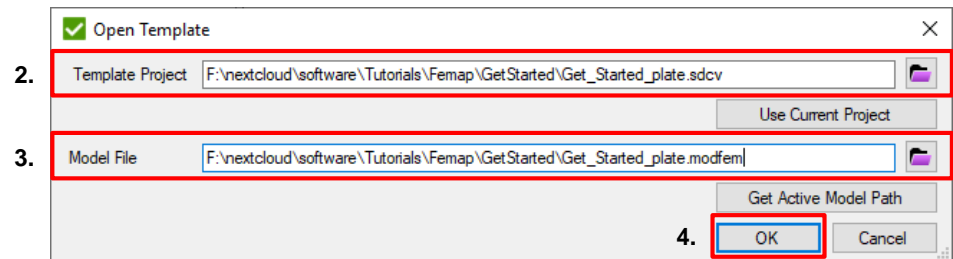 Open Template
2. Template Project F:\nextcloud\software\Tutorials\Femap\GetStarted\Get_Started_plate.sdcv
Use Current Project
3. Model File F:\nextcloud\software\Tutorials\Femap\GetStarted\Get_Started_plate.modfem
Get Active Model Path
4. OK Cancel